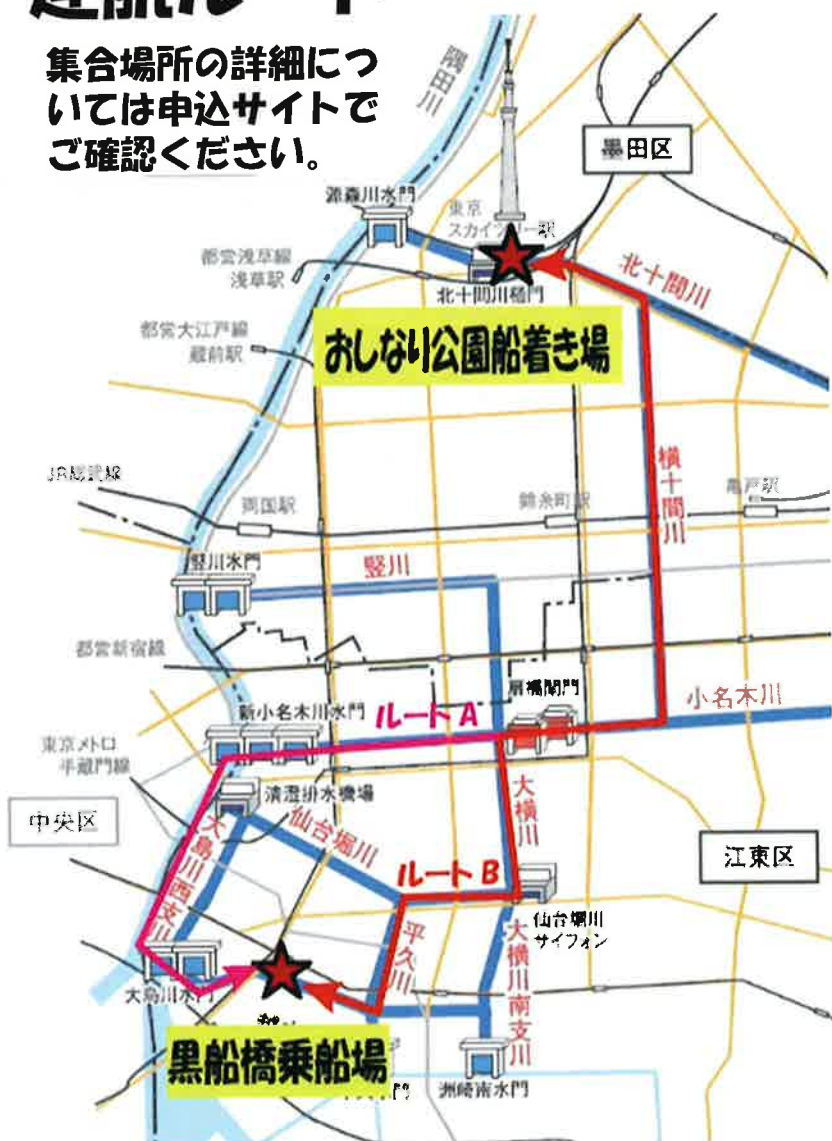 集合場所の詳細につ
いては申込サイトで
ご確認ください。
隅田川
墨田区
源森川水門
東京
スカイツリー駅
都営浅草線
浅草駅
北十間川樋門
北十間川
都営大江戸線
蔵前駅
おしなり公園船着き場
横十間川
JR総武線
両国駅
錦糸町駅
亀戸駅
竪川水門
竪川
都営新宿線
扇橋閘門
小名木川
新小名木川水門
ルートA
東京メトロ
半蔵門線
清澄排水機場
大横川
中央区
仙台堀川
大島川西支川
ルートB
江東区
仙台堀川
サイフォン
平久川
大横川南支川
大島川水門
黒船橋乗船場
洲崎南水門